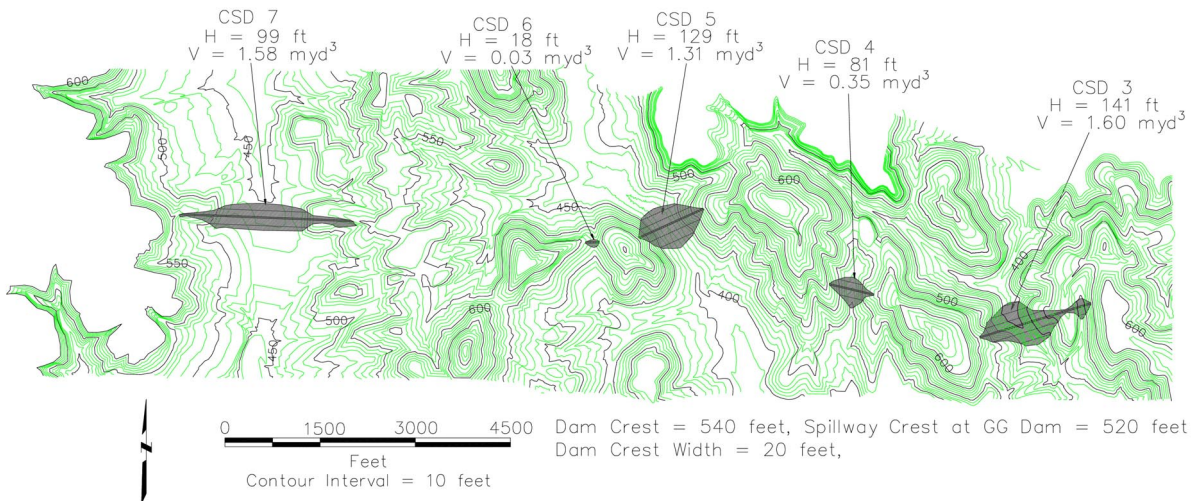 CSD 7
H = 99 ft
V = 1.58 myd³
CSD 6
H = 18 ft
V = 0.03 myd³
CSD 5
H = 129 ft
V = 1.31 myd³
CSD 4
H = 81 ft
V = 0.35 myd³
CSD 3
H = 141 ft
V = 1.60 myd³
600
500
450
550
500
600
450
550
400
400
500
500
600
600
600
450
0 1500 3000 4500
Feet
Contour Interval = 10 feet
N
Dam Crest = 540 feet, Spillway Crest at GG Dam = 520 feet
Dam Crest Width = 20 feet,